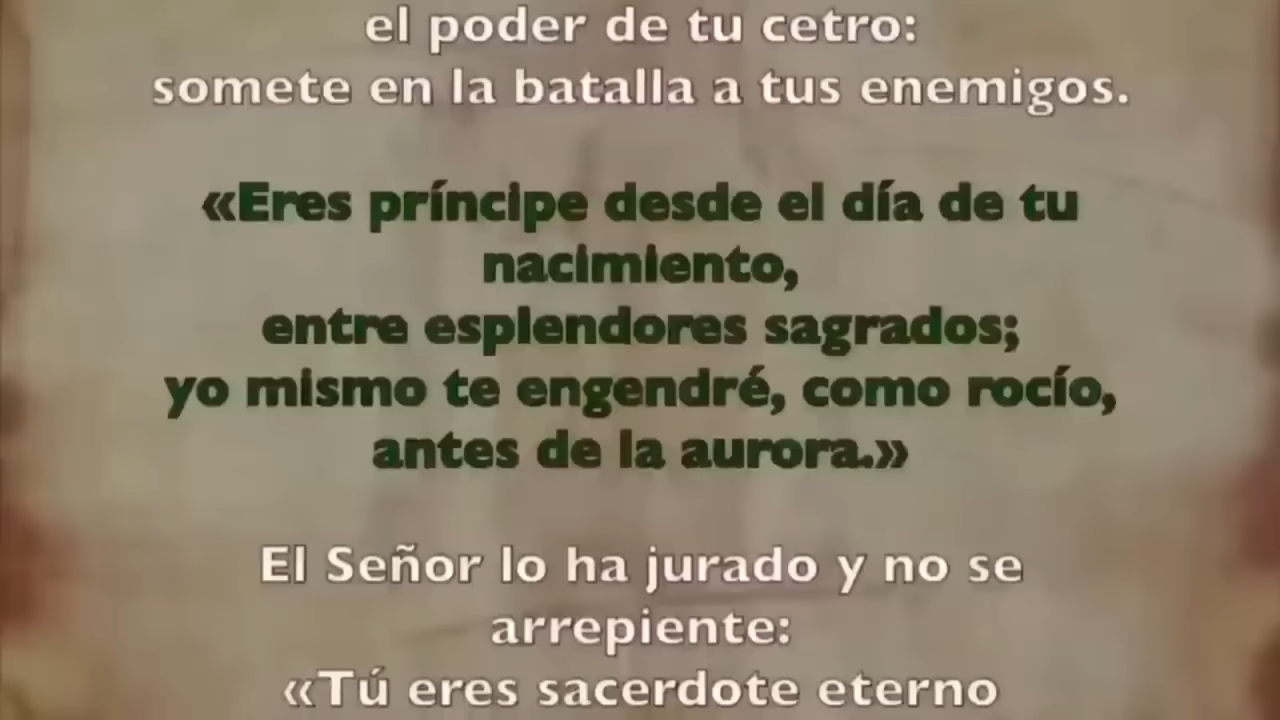 el poder de tu cetro:
somete en la batalla a tus enemigos.
«Eres príncipe desde el día de tu
nacimiento,
entre esplendores sagrados;
yo mismo te engendré, como rocío,
antes de la aurora.»
El Señor lo ha jurado y no se
arrepiente:
«Tú eres sacerdote eterno